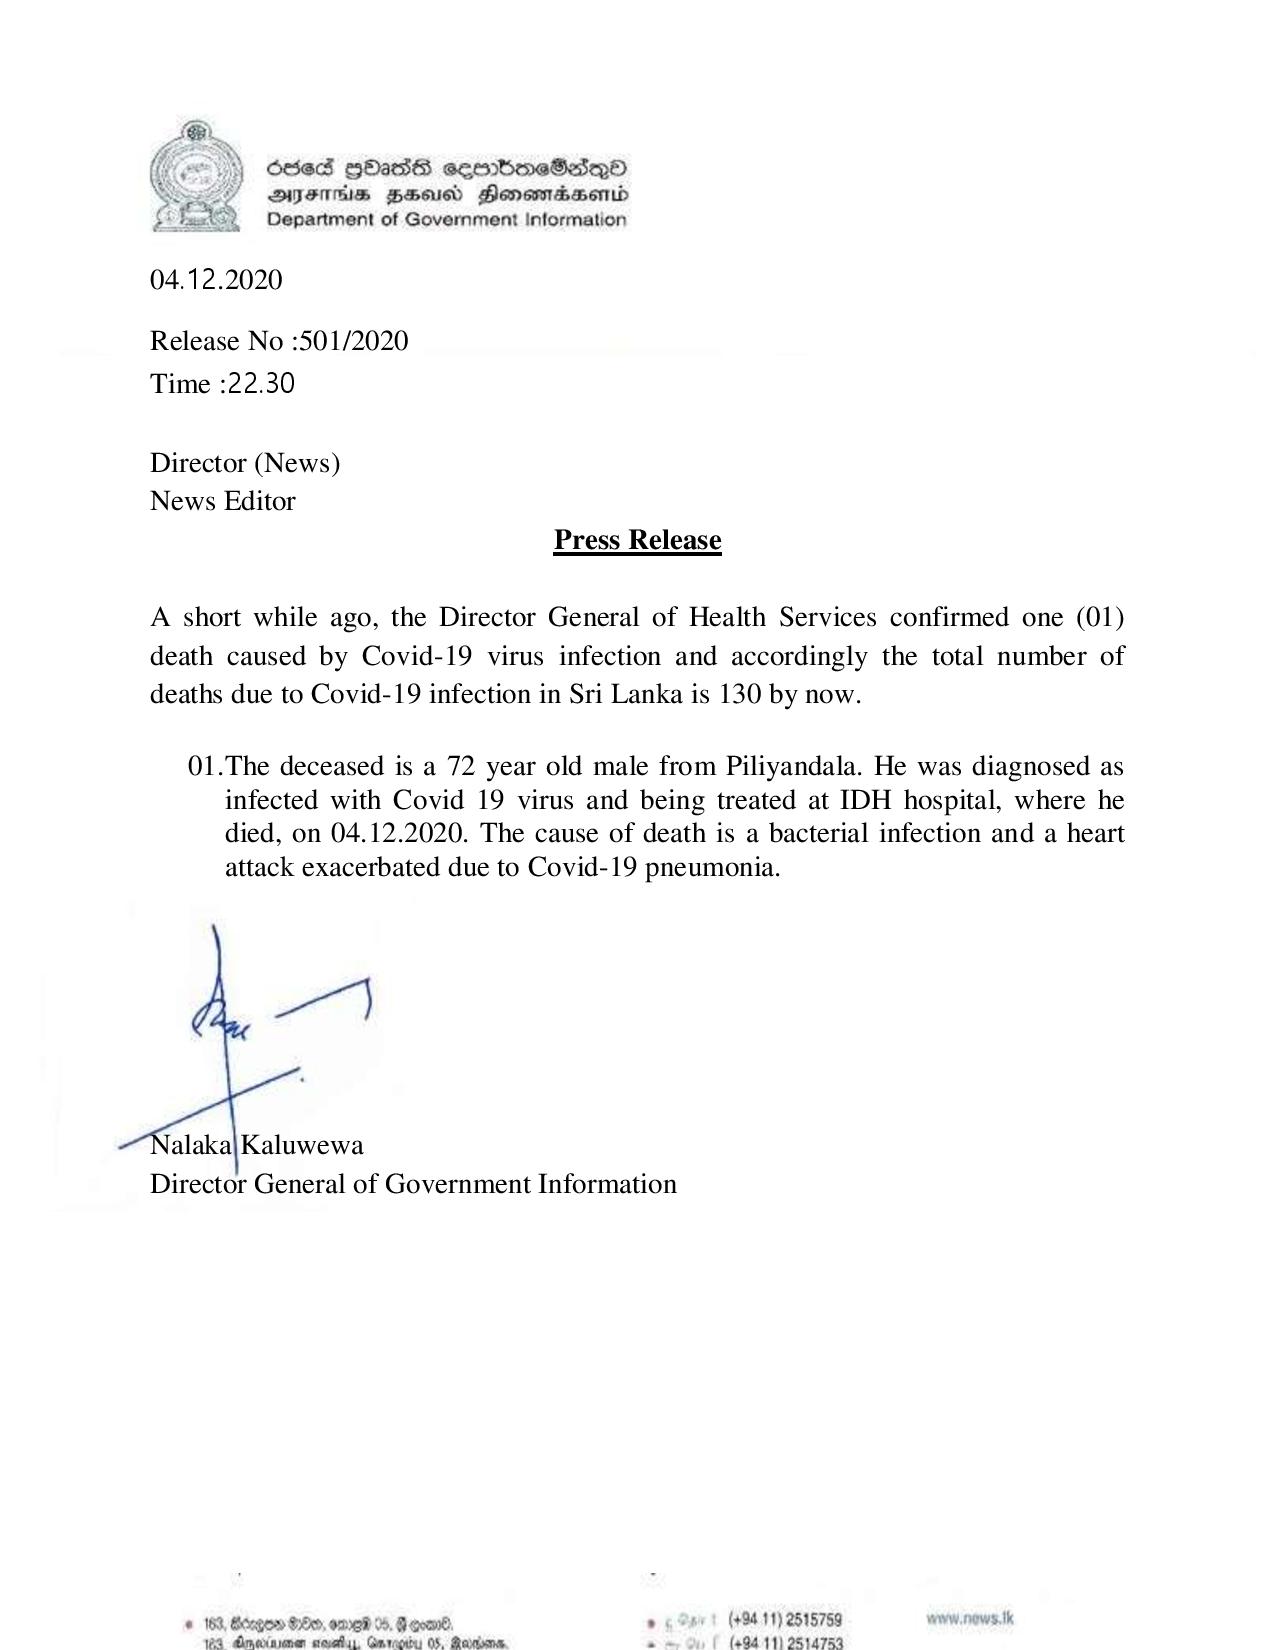 රජයේ ප්‍රවෘත්ති දෙපාර්තමේන්තුව
அரசாங்க தகவல் திணைக்களம்
Department of Government Information
04.12.2020
Release No :501/2020
Time :22.30
Director (News)
News Editor
Press Release
A short while ago, the Director General of Health Services confirmed one (01)
death caused by Covid-19 virus infection and accordingly the total number of
deaths due to Covid-19 infection in Sri Lanka is 130 by now.
01.The deceased is a 72 year old male from Piliyandala. He was diagnosed as
infected with Covid 19 virus and being treated at IDH hospital, where he
died, on 04.12.2020. The cause of death is a bacterial infection and a heart
attack exacerbated due to Covid-19 pneumonia.
Nalaka Kaluwewa
Director General of Government Information
163, කිරුලපන මාවත, කොළඹ 05, ශ්‍රී ලංකාව.
(+94 11) 2515759
www.news.lk
163, கிருலப்பனை எவனியு, கொழும்பு 05, இலங்கை.
(+94 11) 2514753